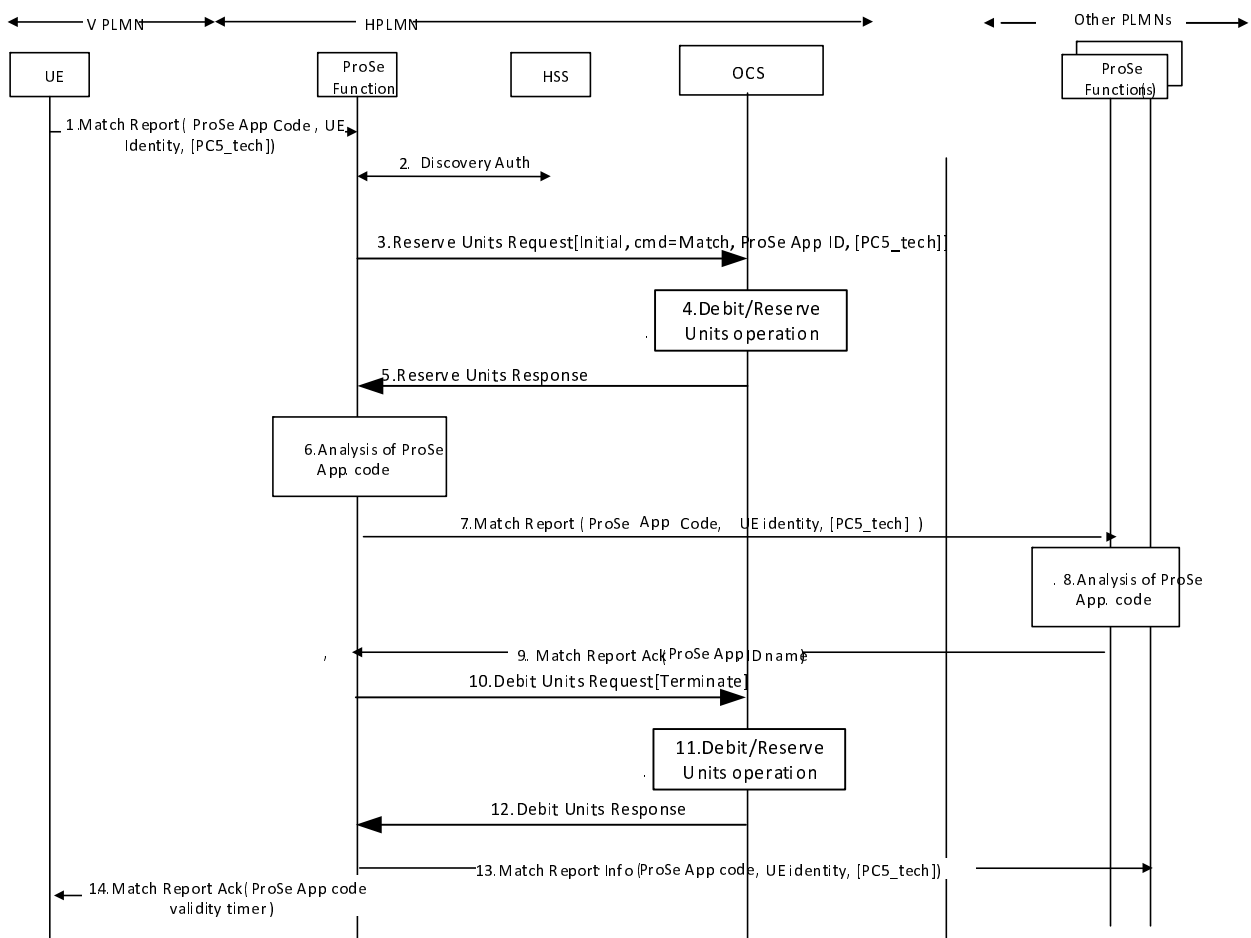 V PLMN
HPLMN
Other PLMNs
UE
ProSe
Function
HSS
OCS
ProSe
Function(s)
1.Match Report( ProSe App Code , UE
Identity, [PC5_tech])
2. Discovery Auth
3.Reserve Units Request[Initial, cmd=Match, ProSe App ID, [PC5_tech]]
4.Debit/Reserve
Units operation
.
5.Reserve Units Response
6.Analysis of ProSe
App. code
7.Match Report ( ProSe App Code, UE identity, [PC5_tech] )
. 8.Analysis of ProSe
App. code
,
9. Match Report Ack(ProSe App ID name)
10.Debit Units Request[Terminate]
11.Debit/Reserve
Units operation
.
12.Debit Units Response
13.Match Report Info (ProSe App code, UE identity, [PC5_tech])
14.Match Report Ack( ProSe App code
validity timer)